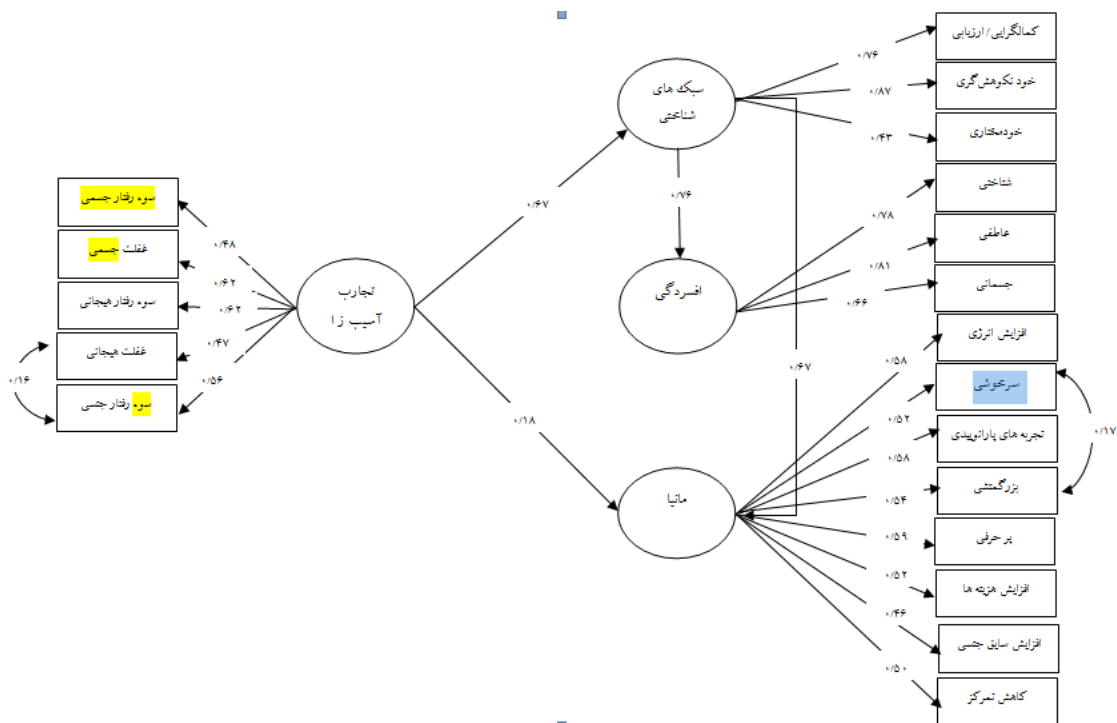 کمالگرایی/ ارزیابی
خود نکوهش‌گری
خودمختاری
شناختی
عاطفی
جسمانی
افزایش انرژی
سرخوشی
تجربه های پارانوییدی
بزرگمنشی
پر حرفی
افزایش هزینه ها
افزایش سایق جنسی
کاهش تمرکز
۰/۷۶
۰/۸۷
۰/۴۳
۰/۷۸
۰/۸۱
۰/۶۶
۰/۵۸
۰/۵۲
۰/۵۸
۰/۵۴
۰/۵۹
۰/۵۲
۰/۴۶
۰/۵۰
۰/۱۷
سبک های
شناختی
۰/۷۶
افسردگی
۰/۶۷
مانیا
۰/۶۷
۰/۱۸
تجارب
آسیب ز ا
۰/۴۸
۰/۶۲
۰/۶۲
۰/۴۷
۰/۵۶
سوء رفتار جسمی
غفلت جسمی
سوء رفتار هیجانی
غفلت هیجانی
سوء رفتار جنسی
۰/۱۶